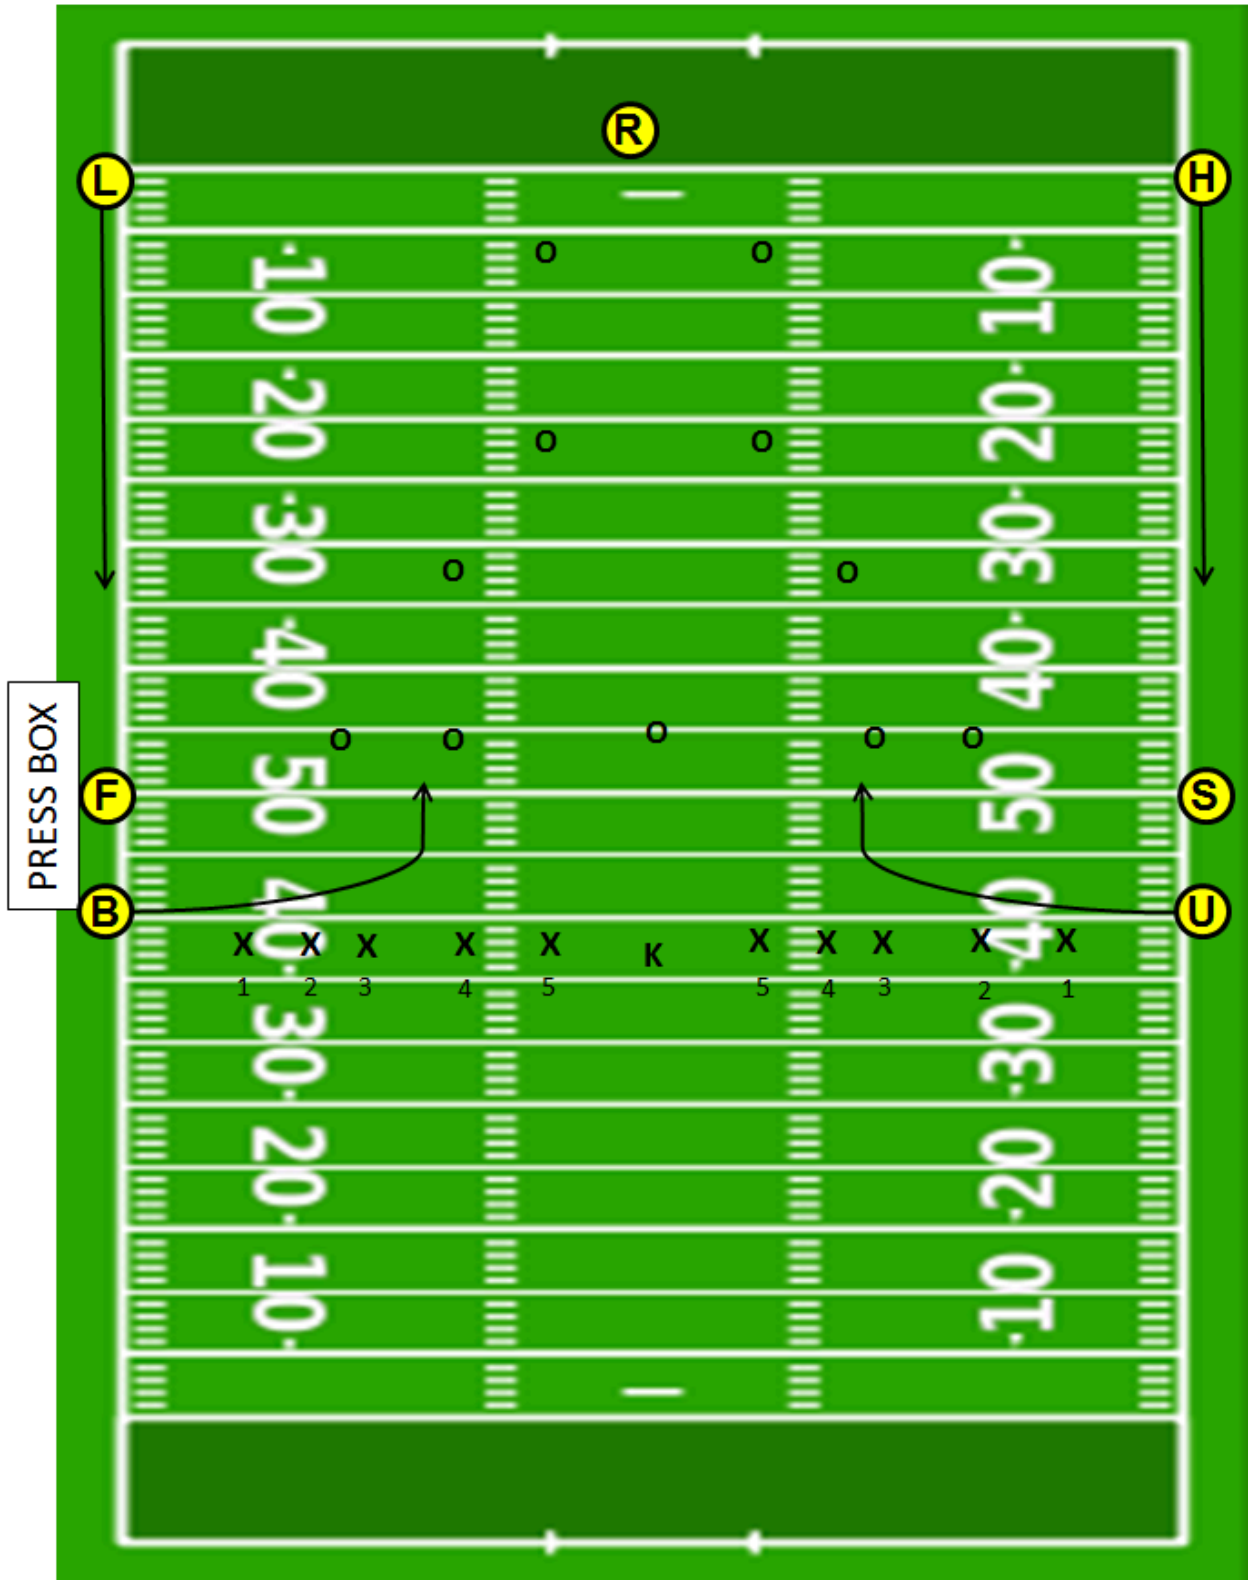 R
L H
O O
10 10
20 20
O O
30 30
O O
40 40
PRESS BOX
O O O O O
F 50 50 S
B 40 40 U
X X X X X K X X X X X
1 2 3 4 5 5 4 3 2 1
30 30
20 20
10 10